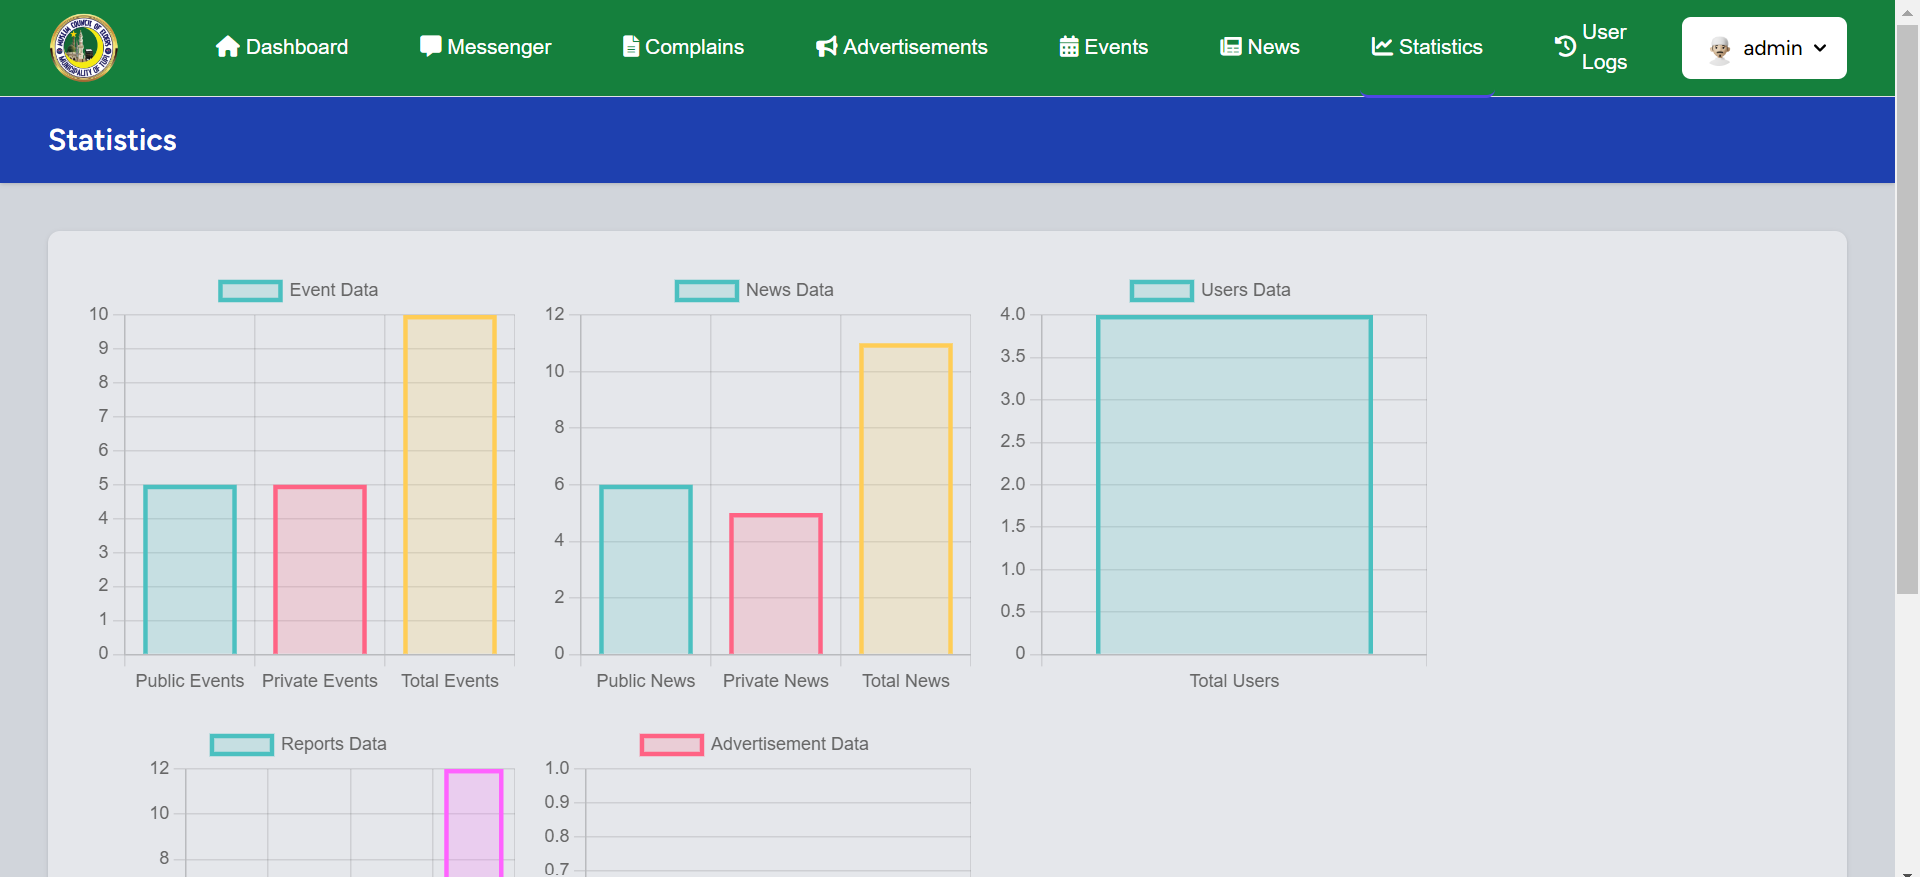 MUSLIM COUNCIL OF ELDERS
Dashboard
Messenger
Complains
Advertisements
Events
News
Statistics
User
Logs
admin
Statistics
Event Data
10
9
8
7
6
5
4
3
2
1
0
Public Events
Private Events
Total Events
News Data
12
10
8
6
4
2
0
Public News
Private News
Total News
Users Data
4.0
3.5
3.0
2.5
2.0
1.5
1.0
0.5
0
Total Users
Reports Data
12
10
8
Advertisement Data
1.0
0.9
0.8
0.7